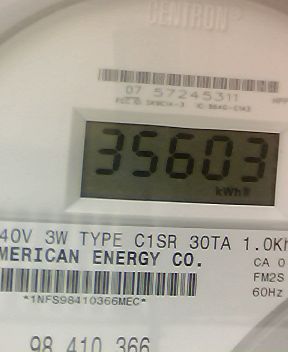 CENTRON®
07 57245311
35603
kWh
40V 3W TYPE C1SR 30TA 1.0Kh
MERICAN ENERGY CO.
CA 0
FM2S
*1NFS98410366MEC*
60Hz
98 410 366